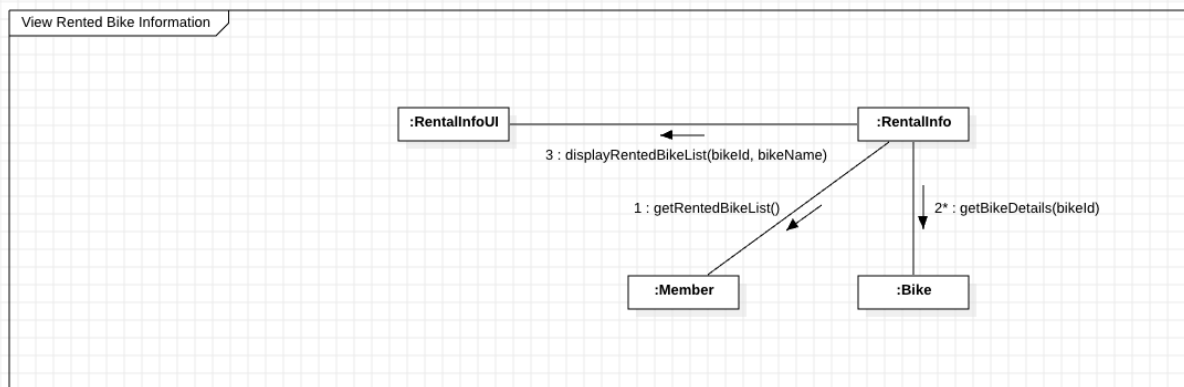 View Rented Bike Information
:RentalInfoUI
:RentalInfo
3 : displayRentedBikeList(bikeId, bikeName)
1 : getRentedBikeList()
2* : getBikeDetails(bikeId)
:Member
:Bike